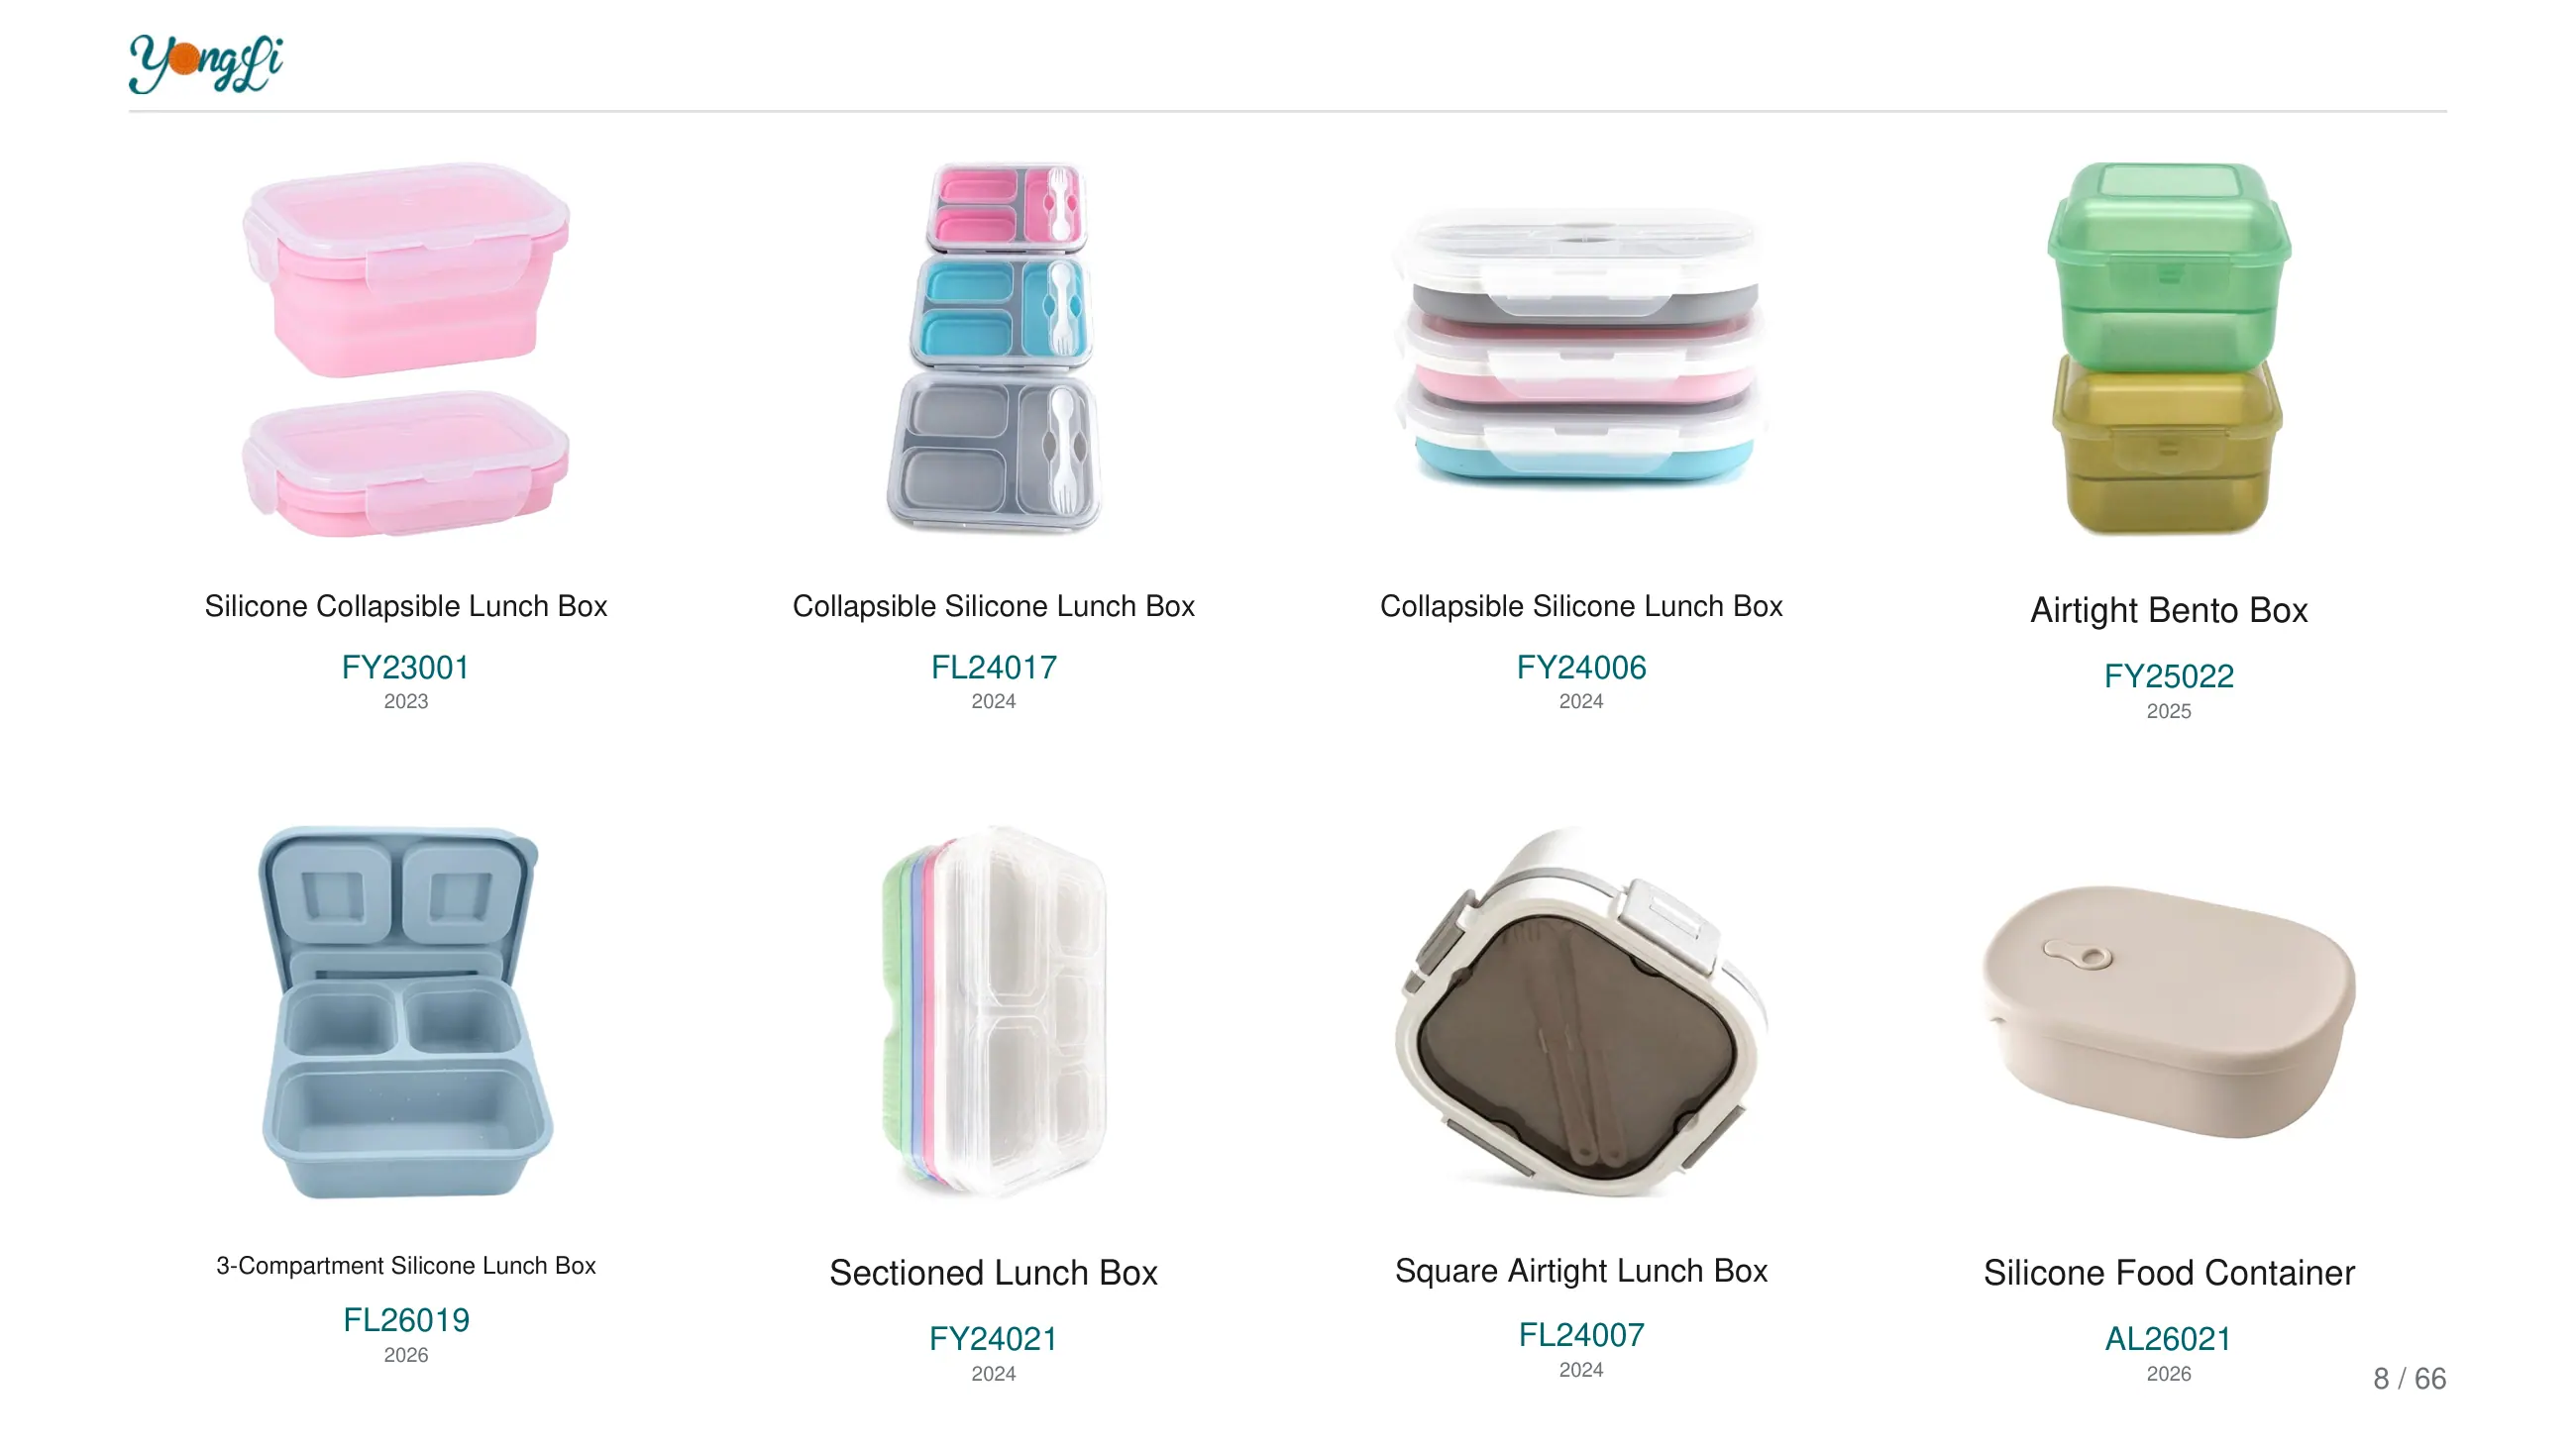 YongLi
Silicone Collapsible Lunch Box
FY23001
2023
Collapsible Silicone Lunch Box
FL24017
2024
Collapsible Silicone Lunch Box
FY24006
2024
Airtight Bento Box
FY25022
2025
3-Compartment Silicone Lunch Box
FL26019
2026
Sectioned Lunch Box
FY24021
2024
Square Airtight Lunch Box
FL24007
2024
Silicone Food Container
AL26021
2026
8 / 66